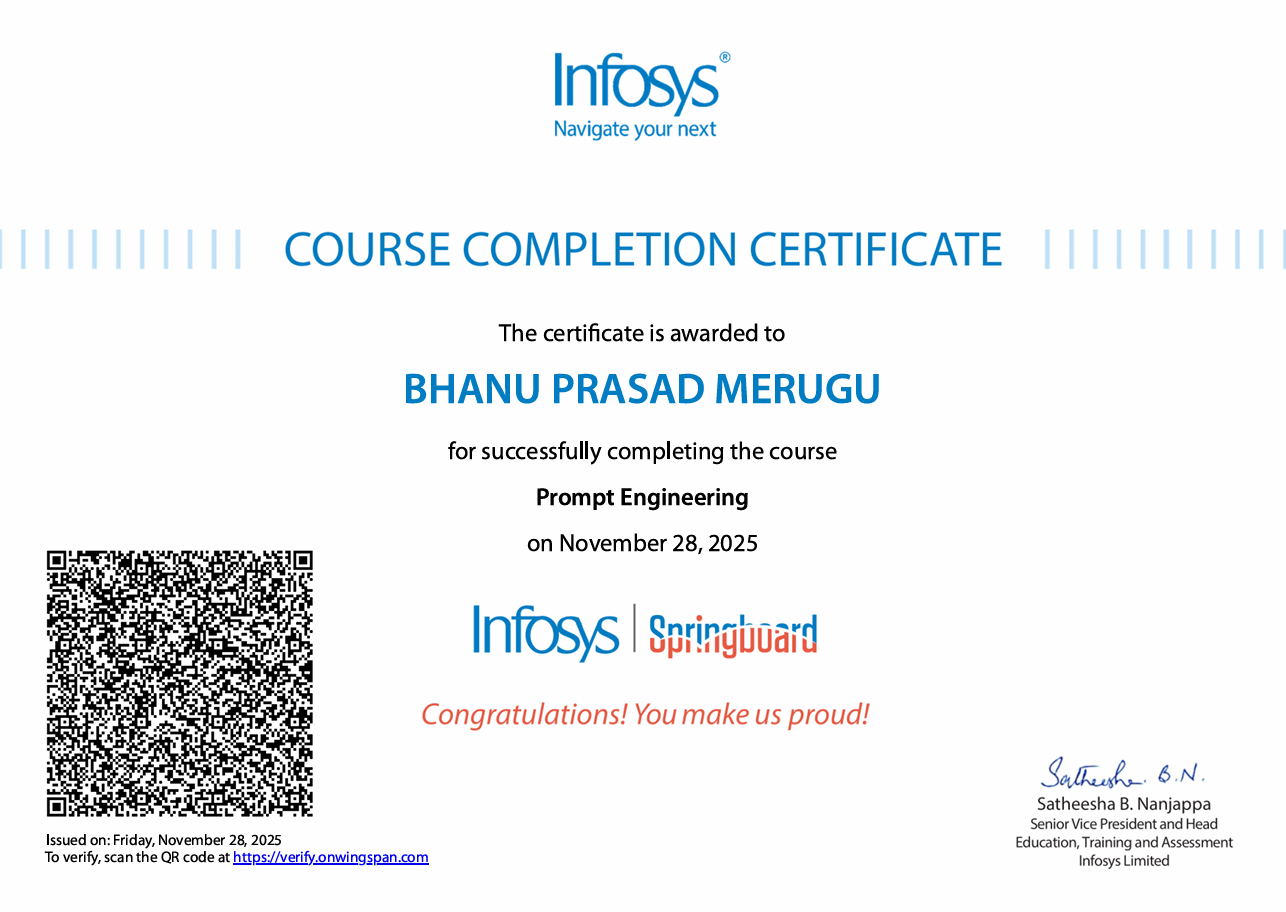 Infosys®
Navigate your next
COURSE COMPLETION CERTIFICATE
The certificate is awarded to
BHANU PRASAD MERUGU
for successfully completing the course
Prompt Engineering
on November 28, 2025
Infosys | Springboard
Congratulations! You make us proud!
Satheesha B.N.
Satheesha B. Nanjappa
Senior Vice President and Head
Education, Training and Assessment
Infosys Limited
Issued on: Friday, November 28, 2025
To verify, scan the QR code at https://verify.onwingspan.com